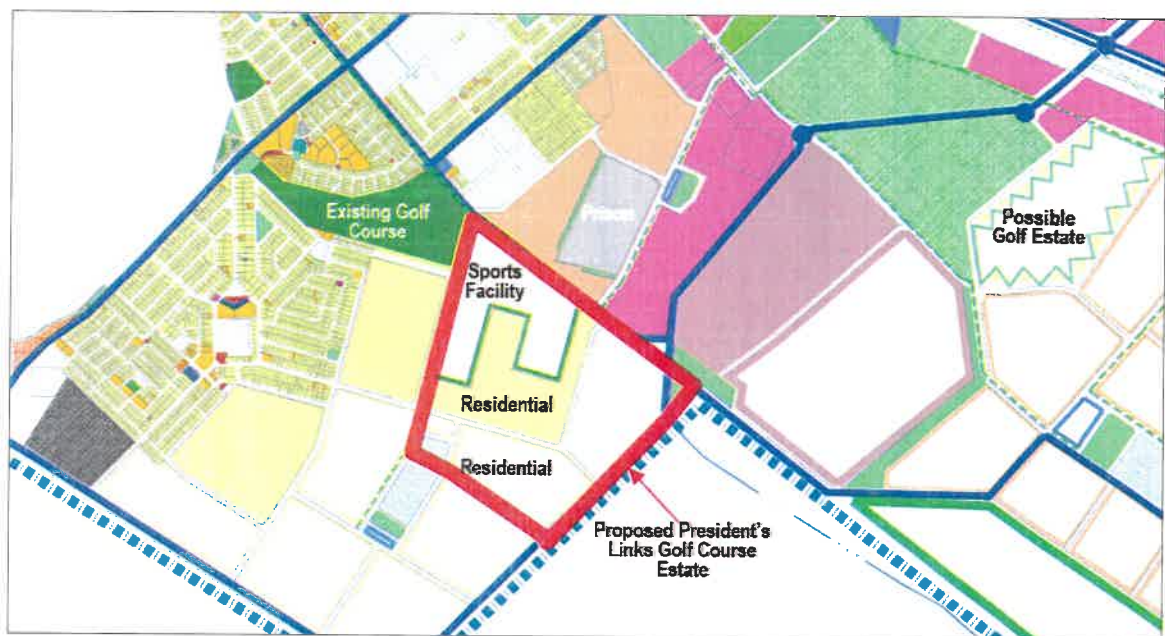 Existing Golf
Course
Prison
Possible
Golf Estate
Sports
Facility
Residential
Residential
Proposed President's
Links Golf Course
Estate